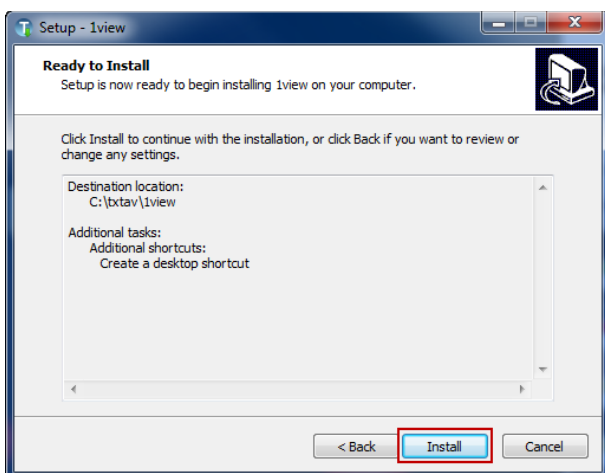 Setup - 1view
Ready to Install
Setup is now ready to begin installing 1view on your computer.
Click Install to continue with the installation, or click Back if you want to review or
change any settings.
Destination location:
C:\txtav\1view
Additional tasks:
Additional shortcuts:
Create a desktop shortcut
< Back Install Cancel